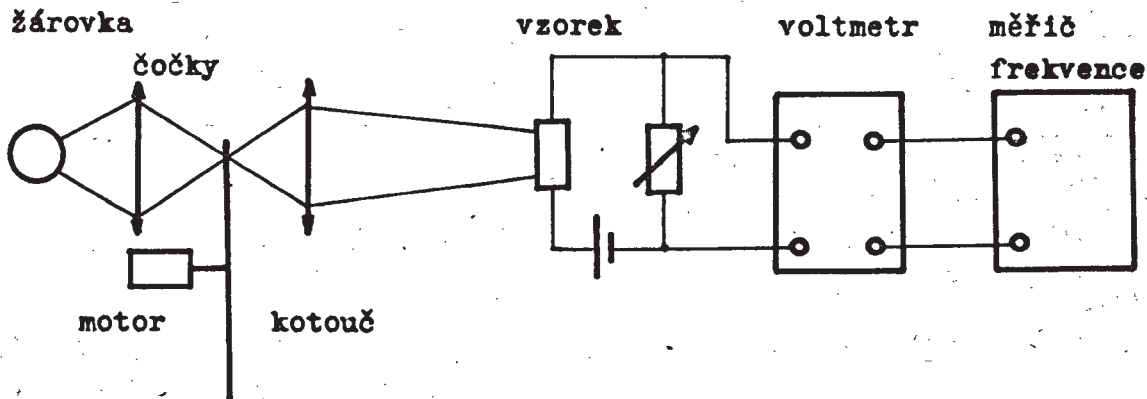 žárovka
čočky
vzorek
voltmetr
měřič
frekvence
motor
kotouč